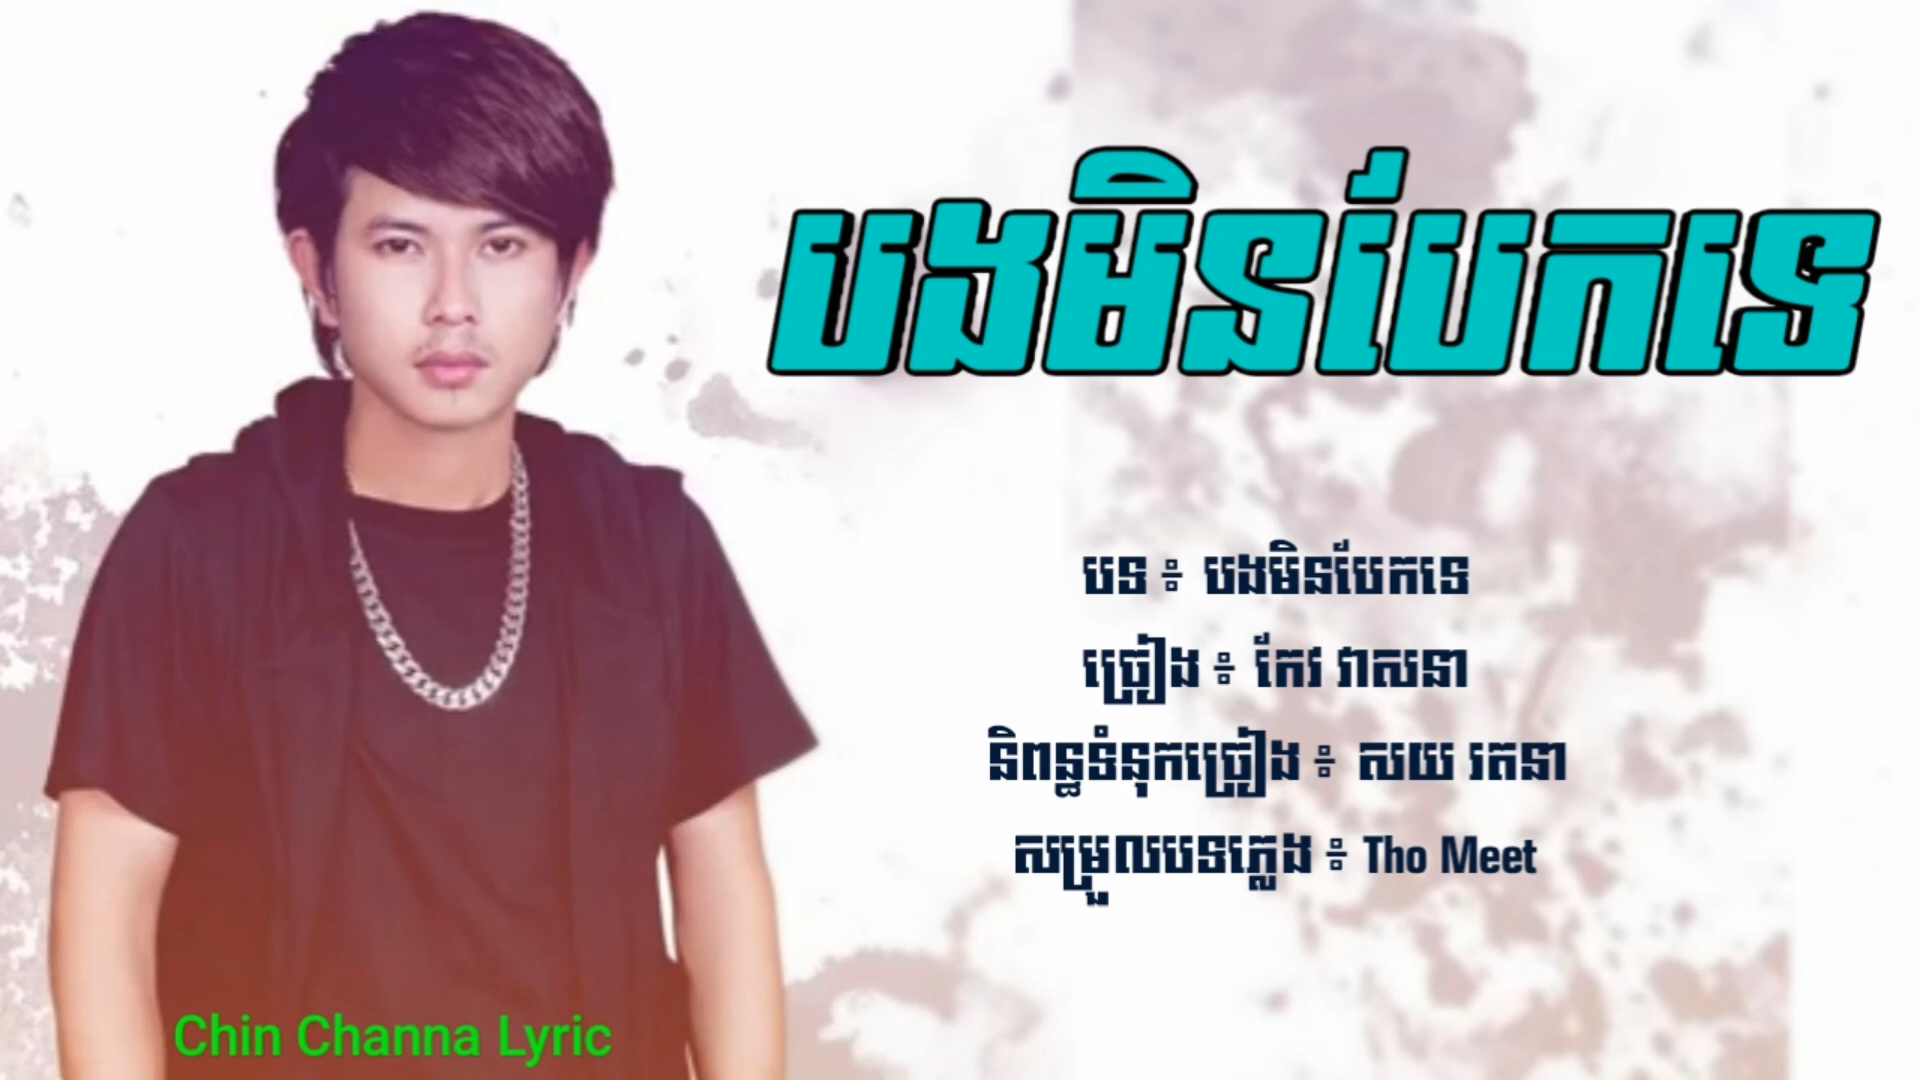 បងមិនបែកទេ
បទ ៖ បងមិនបែកទេ
ច្រៀង ៖ កែវ វាសនា
និពន្ធទំនុកច្រៀង ៖ សយ រតនា
សម្រួលបទភ្លេង ៖ Tho Meet
Chin Channa Lyric